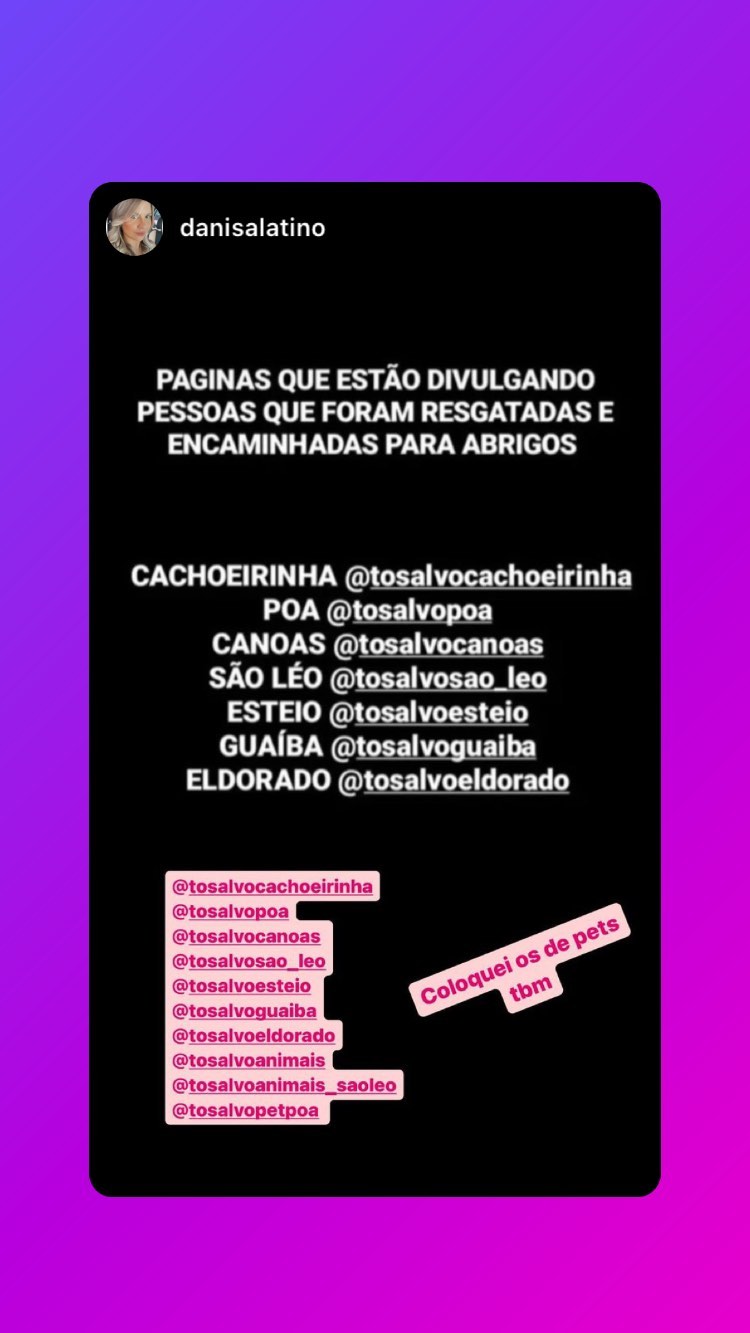 danisalatino
PAGINAS QUE ESTÃO DIVULGANDO
PESSOAS QUE FORAM RESGATADAS E
ENCAMINHADAS PARA ABRIGOS
CACHOEIRINHA @tosalvocachoeirinha
POA @tosalvopoa
CANOAS @tosalvocanoas
SÃO LÉO @tosalvosao_leo
ESTEIO @tosalvoesteio
GUAÍBA @tosalvoguaiba
ELDORADO @tosalvoeldorado
@tosalvocachoeirinha
@tosalvopoa
@tosalvocanoas
@tosalvosao_leo
@tosalvoesteio
@tosalvoguaiba
@tosalvoeldorado
@tosalvoanimais
@tosalvoanimais_saoleo
@tosalvopetpoa
Coloquei os de pets
tbm